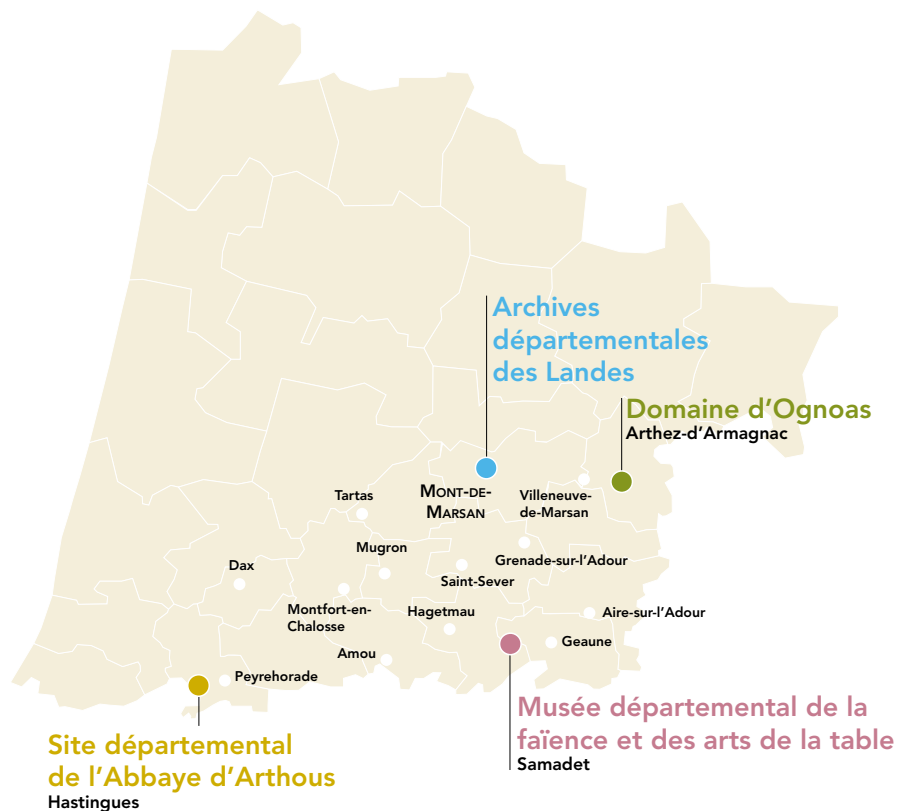 Archives
départementales
des Landes
Domaine d’Ognoas
Arthez-d’Armagnac
Mont-de-
Marsan
Villeneuve-
de-Marsan
Tartas
Mugron
Grenade-sur-l’Adour
Dax
Saint-Sever
Montfort-en-
Chalosse
Hagetmau
Aire-sur-l’Adour
Geaune
Amou
Peyrehorade
Musée départemental de la
faïence et des arts de la table
Samadet
Site départemental
de l’Abbaye d’Arthous
Hastingues